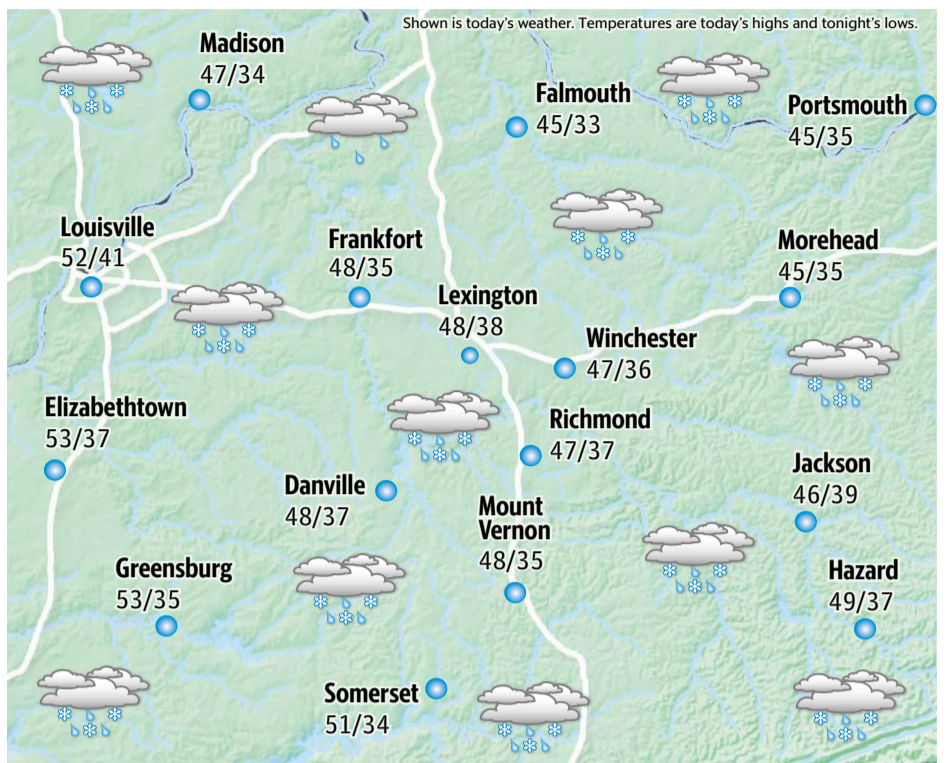 Shown is today's weather. Temperatures are today's highs and tonight's lows.
Madison
47/34
Falmouth
45/33
Portsmouth
45/35
Louisville
52/41
Frankfort
48/35
Morehead
45/35
Lexington
48/38
Winchester
47/36
Elizabethtown
53/37
Richmond
47/37
Danville
48/37
Jackson
46/39
Mount
Vernon
48/35
Greensburg
53/35
Hazard
49/37
Somerset
51/34